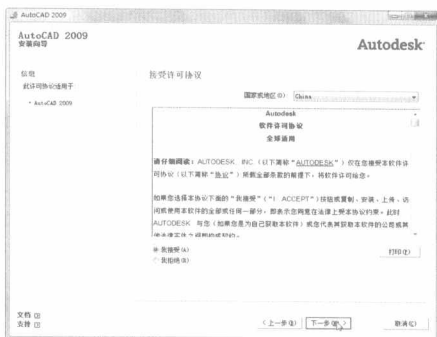 AutoCAD 2009
AutoCAD 2009
安装向导
Autodesk
信息
此许可协议适用于
• AutoCAD 2009
接受许可协议
国家或地区(O) China
Autodesk
软件许可协议
全球适用
请仔细阅读：AUTODESK, INC（以下简称“AUTODESK”）仅在您接受本软件许
可协议（以下简称“协议”）所载全部条款的前提下，将软件许可给您。
如果您选择本协议下面的“我接受”（“I ACCEPT”）按钮或复制、安装、上传、访
问或使用本软件的全部或任何一部分，即表示您同意在法律上受本协议约束。此时
AUTODESK 与您（如果您是为自己获取本软件）或您代表其获取本软件的公司或其
我接受(A)
我拒绝(R)
打印(P)
文档(D)
支持(S)
＜上一步(B)
下一步(N)＞
取消(C)